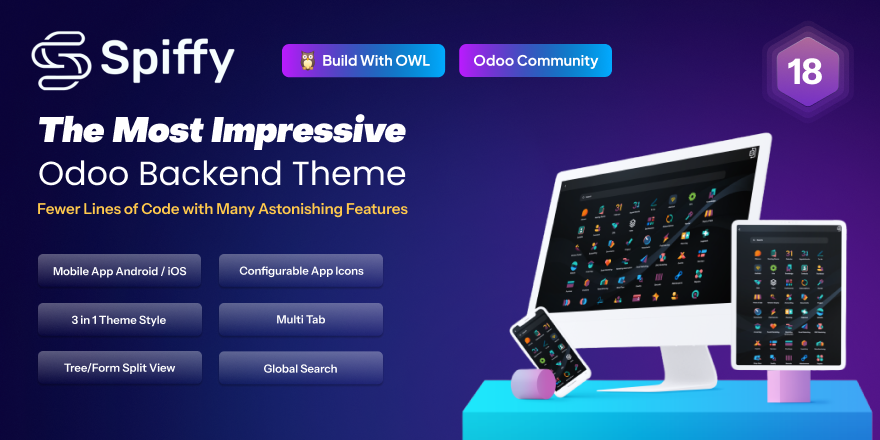 Spiffy
Build With OWL
Odoo Community
18
The Most Impressive
Odoo Backend Theme
Fewer Lines of Code with Many Astonishing Features
Mobile App Android / iOS
Configurable App Icons
3 in 1 Theme Style
Multi Tab
Tree/Form Split View
Global Search